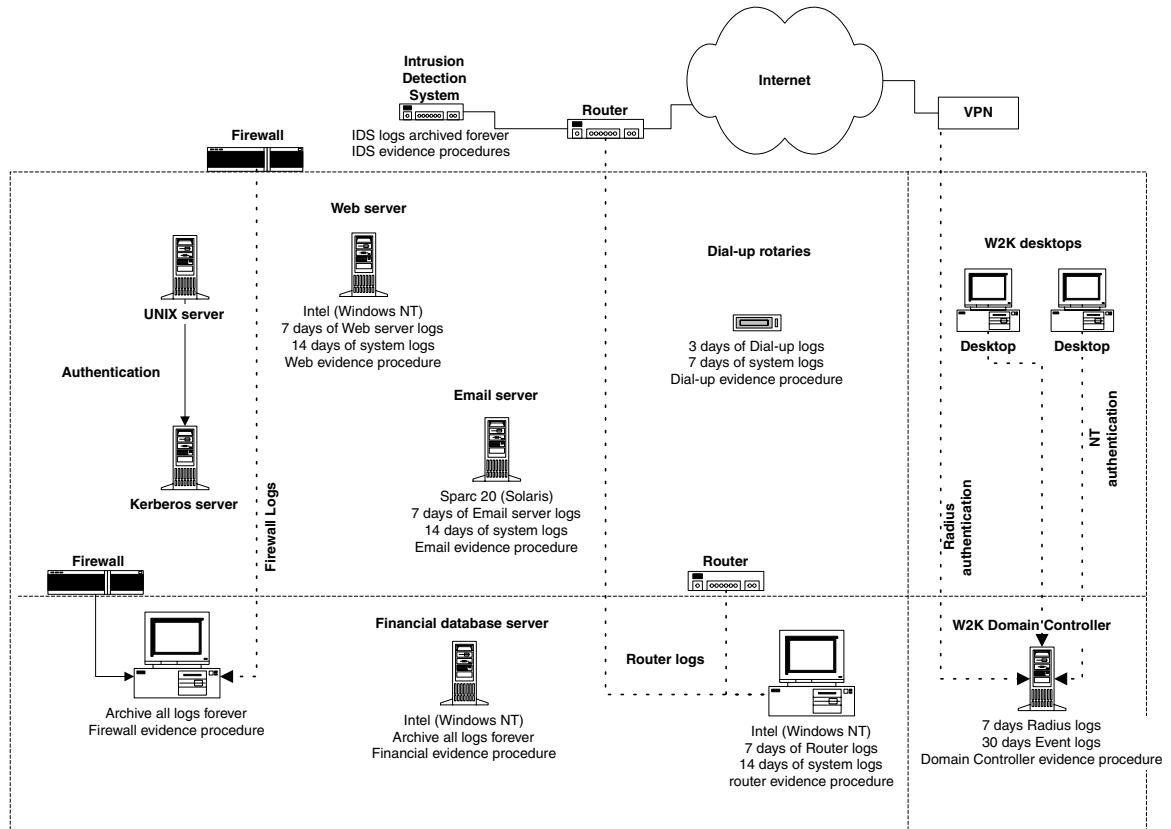 Intrusion
Detection
System
IDS logs archived forever
IDS evidence procedures
Router
Internet
VPN
Firewall
Web server
Intel (Windows NT)
7 days of Web server logs
14 days of system logs
Web evidence procedure
UNIX server
Authentication
Kerberos server
Firewall Logs
Email server
Sparc 20 (Solaris)
7 days of Email server logs
14 days of system logs
Email evidence procedure
Dial-up rotaries
3 days of Dial-up logs
7 days of system logs
Dial-up evidence procedure
W2K desktops
Desktop
Desktop
NT
authentication
Radius
authentication
Firewall
Router
Archive all logs forever
Firewall evidence procedure
Financial database server
Intel (Windows NT)
Archive all logs forever
Financial evidence procedure
Router logs
Intel (Windows NT)
7 days of Router logs
14 days of system logs
router evidence procedure
W2K Domain Controller
7 days Radius logs
30 days Event logs
Domain Controller evidence procedure